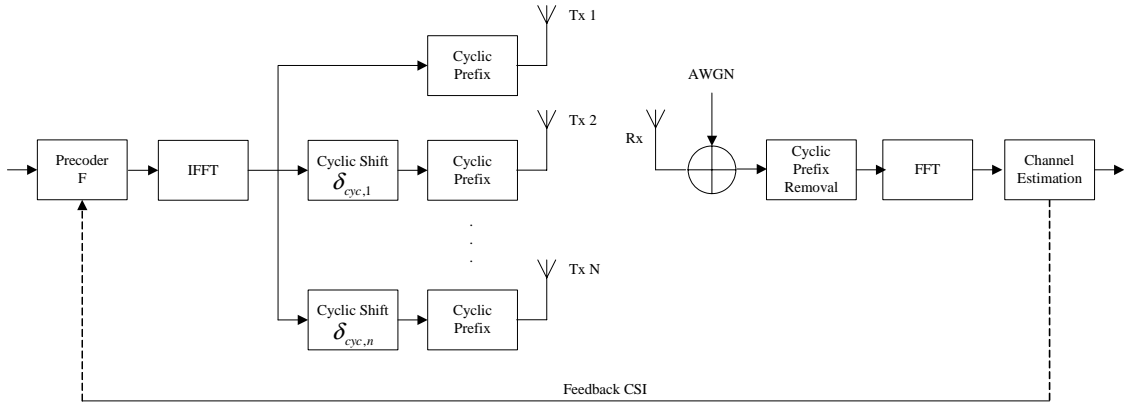 Tx 1
Cyclic
Prefix
AWGN
Tx 2
Rx
Precoder
F
IFFT
Cyclic Shift
δcyc,1
Cyclic
Prefix
Cyclic
Prefix
Removal
FFT
Channel
Estimation
.
.
.
Tx N
Cyclic Shift
δcyc,n
Cyclic
Prefix
Feedback CSI